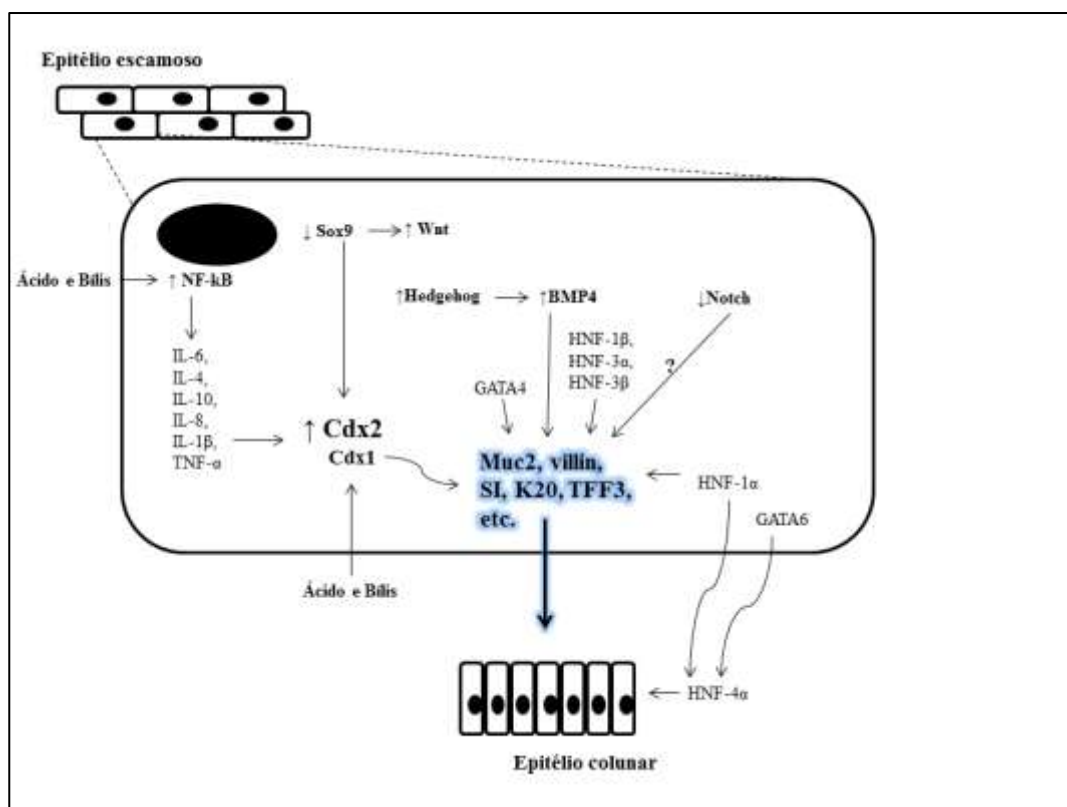 Epitélio escamoso
↓ Sox9 → ↑ Wnt
Ácido e Bílis → ↑ NF-kB
↑Hedgehog → ↑BMP4
↓Notch
HNF-1β,
HNF-3α,
HNF-3β
?
GATA4
IL-6,
IL-4,
IL-10,
IL-8,
IL-1β,
TNF-α
↑ Cdx2
Cdx1
Muc2, villin,
SI, K20, TFF3,
etc.
HNF-1α
GATA6
Ácido e Bílis
HNF-4α
Epitélio colunar